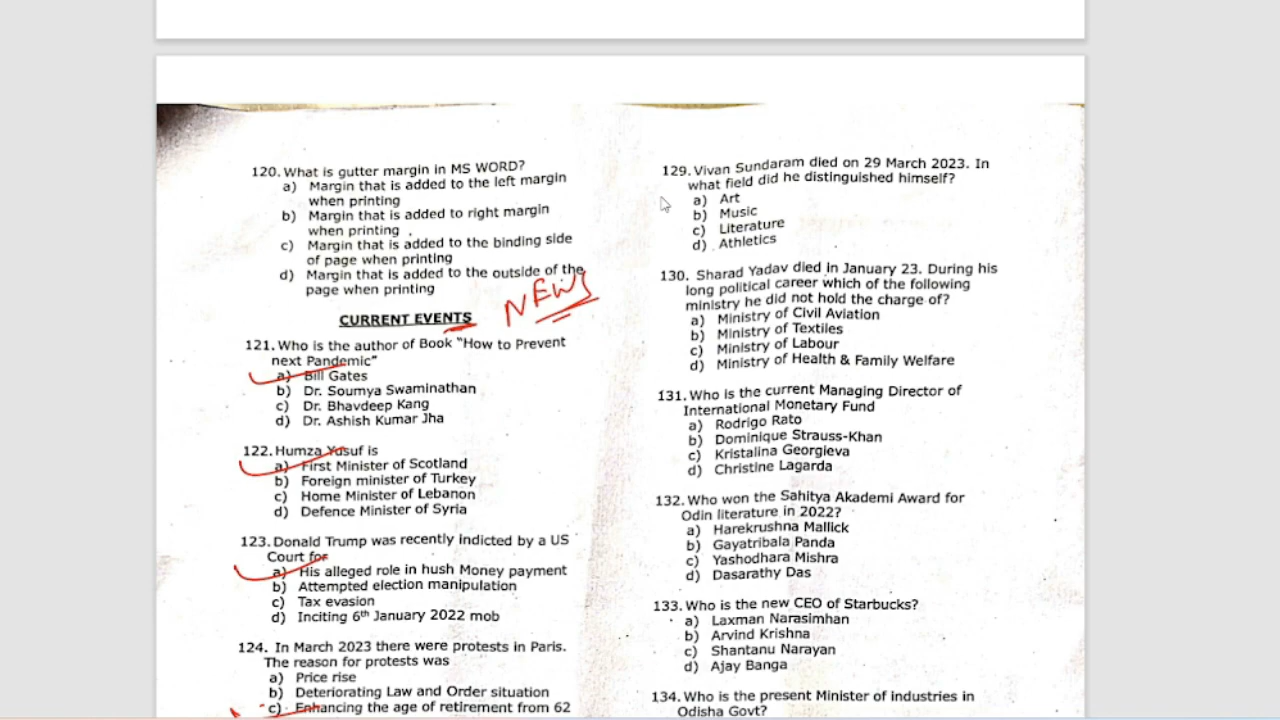 120. What is gutter margin in MS WORD?
a) Margin that is added to the left margin
when printing
b) Margin that is added to right margin
when printing .
c) Margin that is added to the binding side
of page when printing
d) Margin that is added to the outside of the
page when printing
NEWS
CURRENT EVENTS
121. Who is the author of Book “How to Prevent
next Pandemic”
a) Bill Gates
b) Dr. Soumya Swaminathan
c) Dr. Bhavdeep Kang
d) Dr. Ashish Kumar Jha
122. Humza Yusuf is
a) First Minister of Scotland
b) Foreign minister of Turkey
c) Home Minister of Lebanon
d) Defence Minister of Syria
123. Donald Trump was recently indicted by a US
Court for
a) His alleged role in hush Money payment
b) Attempted election manipulation
c) Tax evasion
d) Inciting 6th January 2022 mob
124. In March 2023 there were protests in Paris.
The reason for protests was
a) Price rise
b) Deteriorating Law and Order situation
c) Enhancing the age of retirement from 62
129. Vivan Sundaram died on 29 March 2023. In
what field did he distinguished himself?
a) Art
b) Music
c) Literature
d) Athletics
130. Sharad Yadav died in January 23. During his
long political career which of the following
ministry he did not hold the charge of?
a) Ministry of Civil Aviation
b) Ministry of Textiles
c) Ministry of Labour
d) Ministry of Health & Family Welfare
131. Who is the current Managing Director of
International Monetary Fund
a) Rodrigo Rato
b) Dominique Strauss-Khan
c) Kristalina Georgieva
d) Christine Lagarda
132. Who won the Sahitya Akademi Award for
Odin literature in 2022?
a) Harekrushna Mallick
b) Gayatribala Panda
c) Yashodhara Mishra
d) Dasarathy Das
133. Who is the new CEO of Starbucks?
a) Laxman Narasimhan
b) Arvind Krishna
c) Shantanu Narayan
d) Ajay Banga
134. Who is the present Minister of industries in
Odisha Govt?